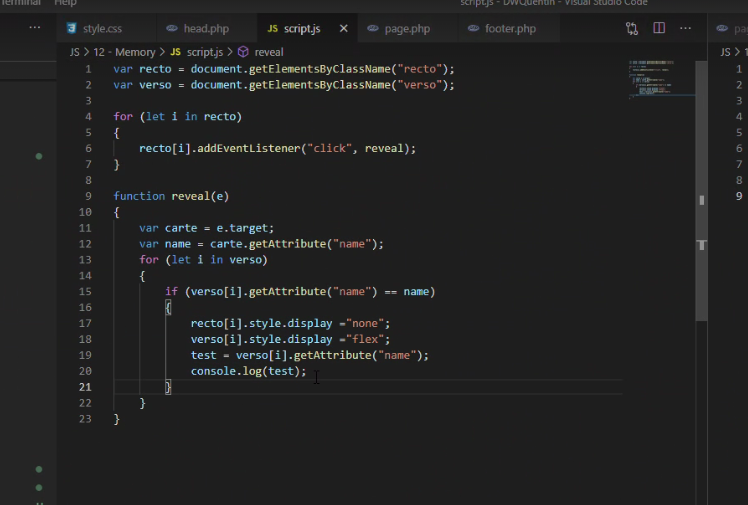 Terminal Help
script.js - DWQuentin - Visual Studio Code
··· style.css head.php JS script.js × page.php footer.php ···
JS > 12 - Memory > JS script.js > reveal
JS >
1 var recto = document.getElementsByClassName("recto");
2 var verso = document.getElementsByClassName("verso");
3
4 for (let i in recto)
5 {
6 recto[i].addEventListener("click", reveal);
7 }
8
9 function reveal(e)
10 {
11 var carte = e.target;
12 var name = carte.getAttribute("name");
13 for (let i in verso)
14 {
15 if (verso[i].getAttribute("name") == name)
16 {
17 recto[i].style.display ="none";
18 verso[i].style.display ="flex";
19 test = verso[i].getAttribute("name");
20 console.log(test);
21 }
22 }
23 }
1
2
3
4
5
6
7
8
9